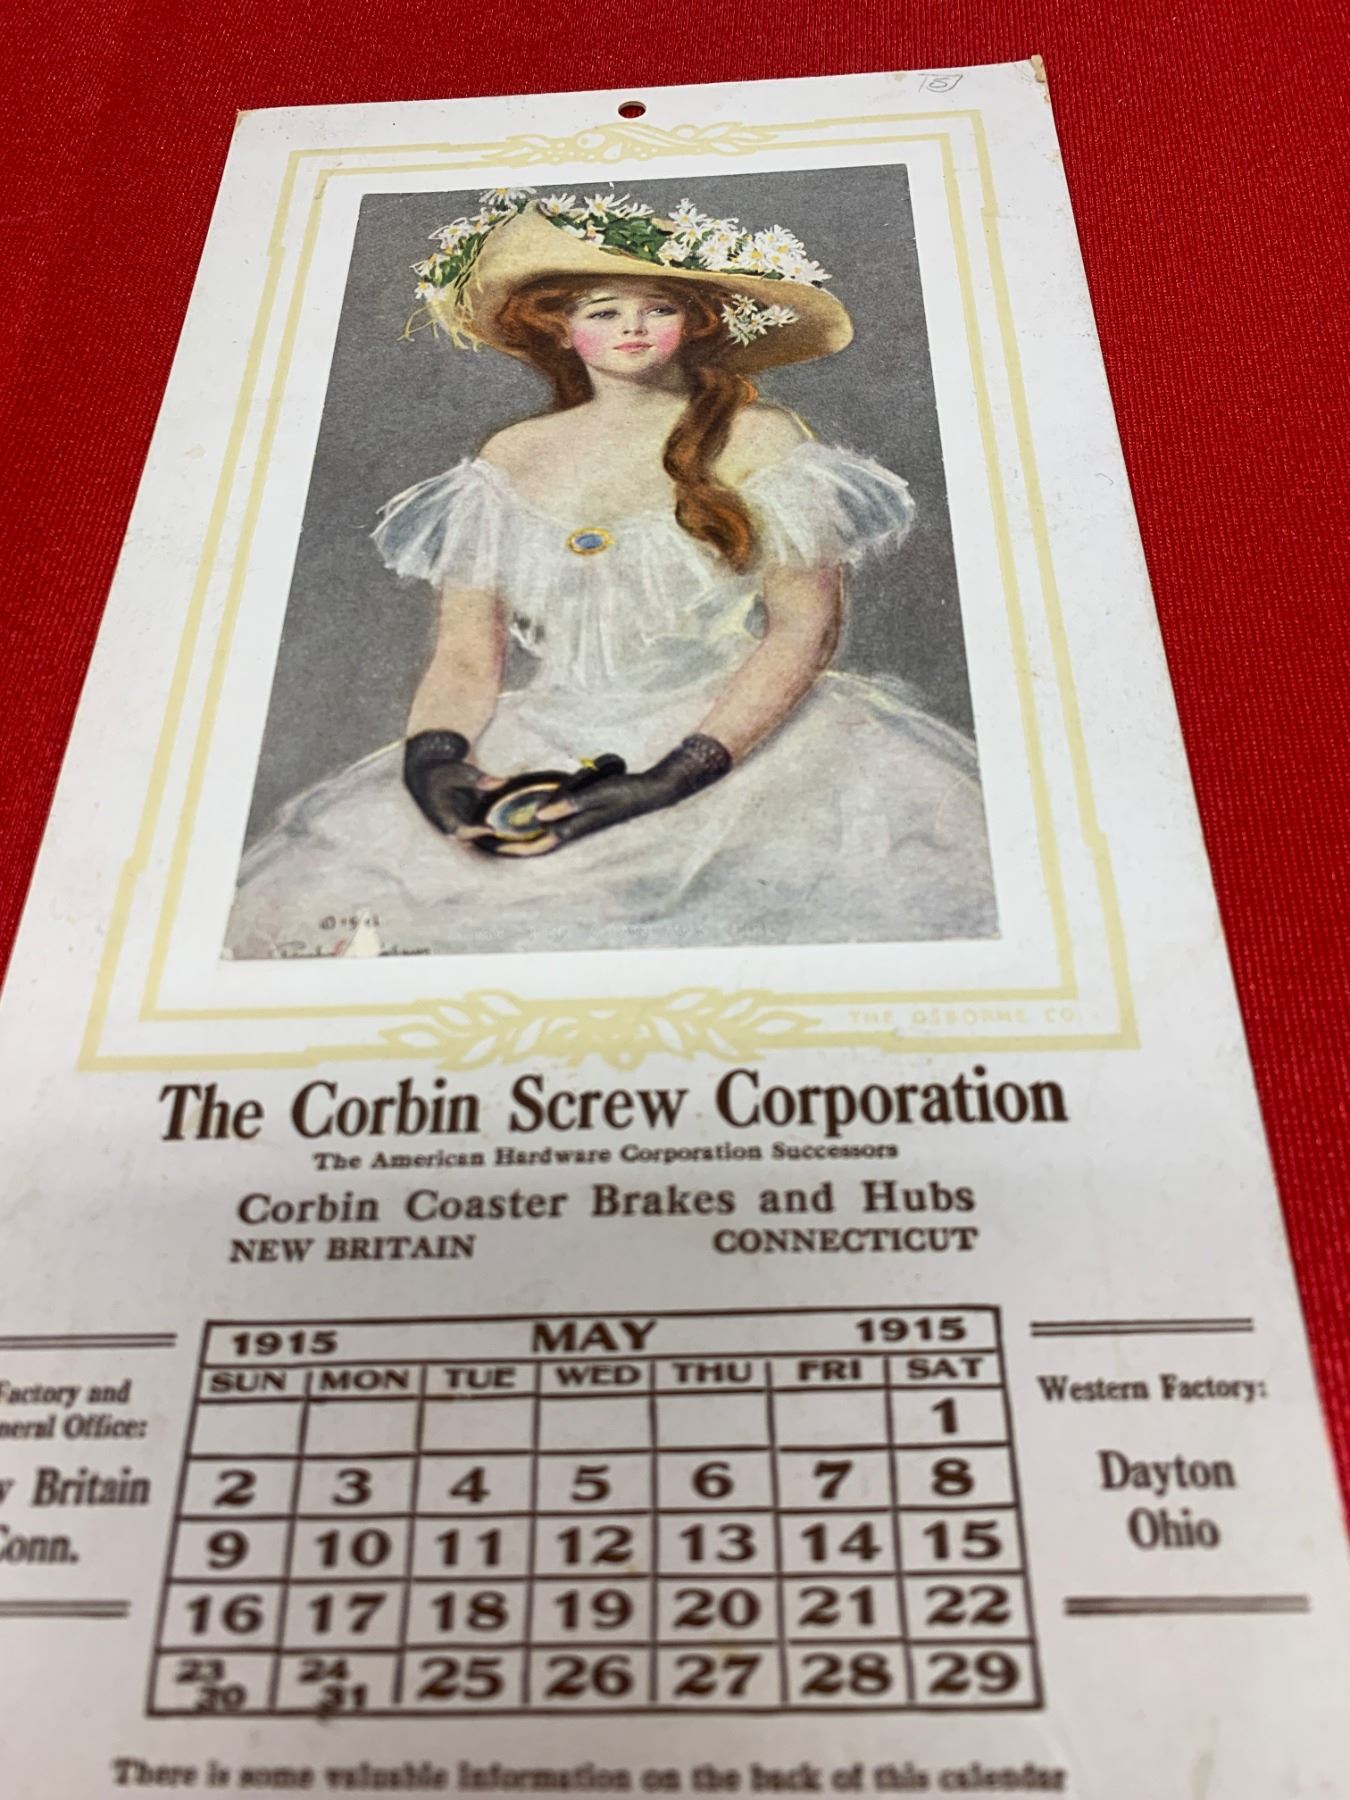 15
©
THE OSBORNE CO.
The Corbin Screw Corporation
The American Hardware Corporation Successors
Corbin Coaster Brakes and Hubs
NEW BRITAIN CONNECTICUT
1915 MAY 1915
SUN MON TUE WED THU FRI SAT
1
2 3 4 5 6 7 8
9 10 11 12 13 14 15
16 17 18 19 20 21 22
23 24 25 26 27 28 29
30 31
Factory and
Office:
Britain
Conn.
Western Factory:
Dayton
Ohio
There is some valuable information on the back of this calendar